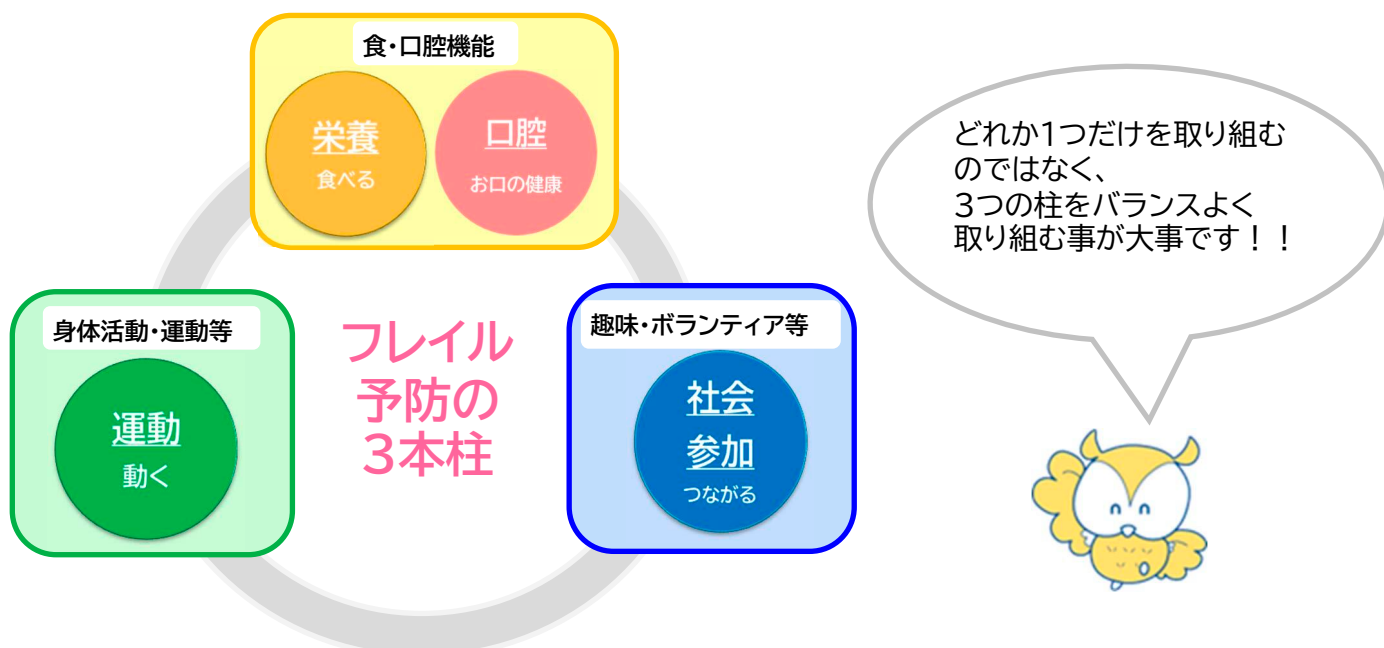 食・口腔機能
栄養
食べる
口腔
お口の健康
身体活動・運動等
運動
動く
フレイル
予防の
3本柱
趣味・ボランティア等
社会
参加
つながる
どれか1つだけを取り組む
のではなく、
3つの柱をバランスよく
取り組む事が大事です！！